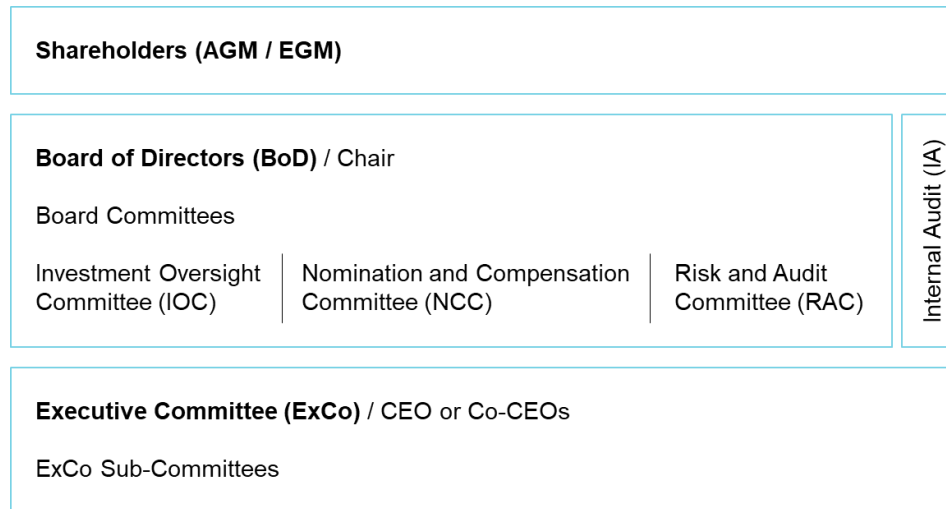 Shareholders (AGM / EGM)
Board of Directors (BoD) / Chair
Board Committees
Investment Oversight
Committee (IOC)
Nomination and Compensation
Committee (NCC)
Risk and Audit
Committee (RAC)
Internal Audit (IA)
Executive Committee (ExCo) / CEO or Co-CEOs
ExCo Sub-Committees